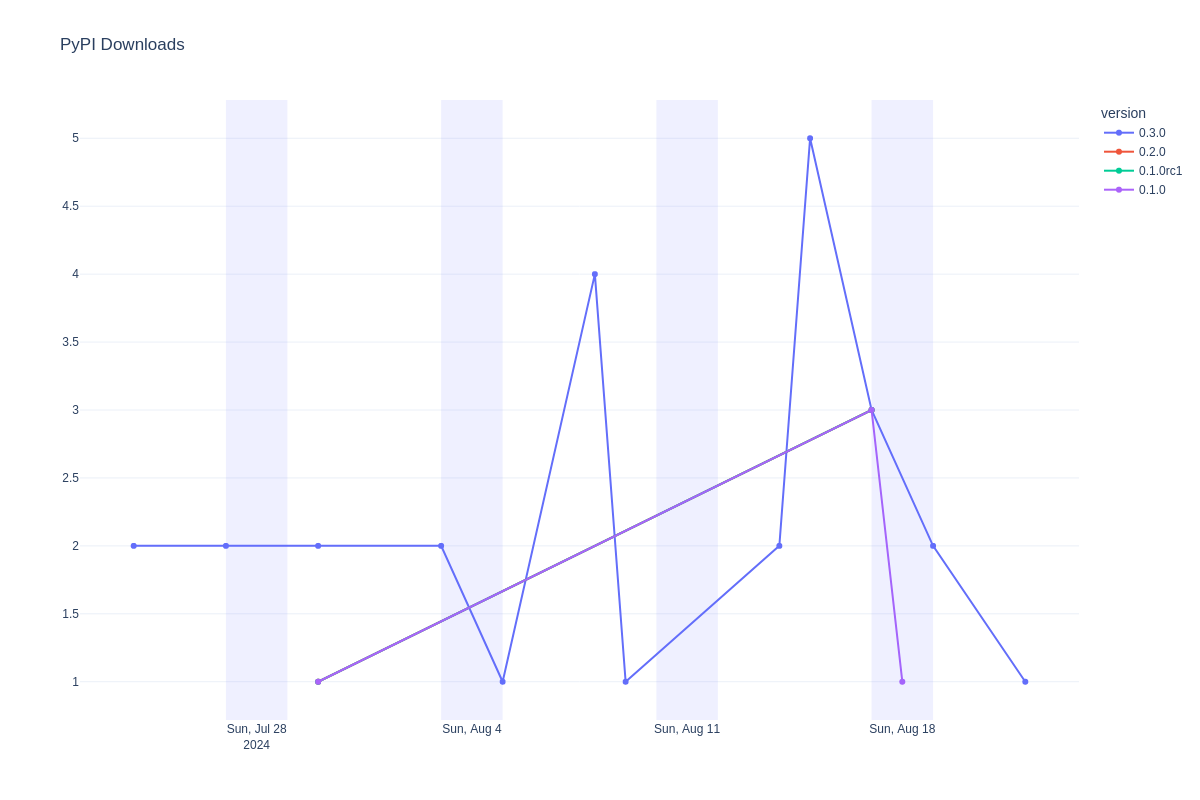 PyPI Downloads
version
0.3.0
0.2.0
0.1.0rc1
0.1.0
5
4.5
4
3.5
3
2.5
2
1.5
1
Sun, Jul 28
2024
Sun, Aug 4
Sun, Aug 11
Sun, Aug 18